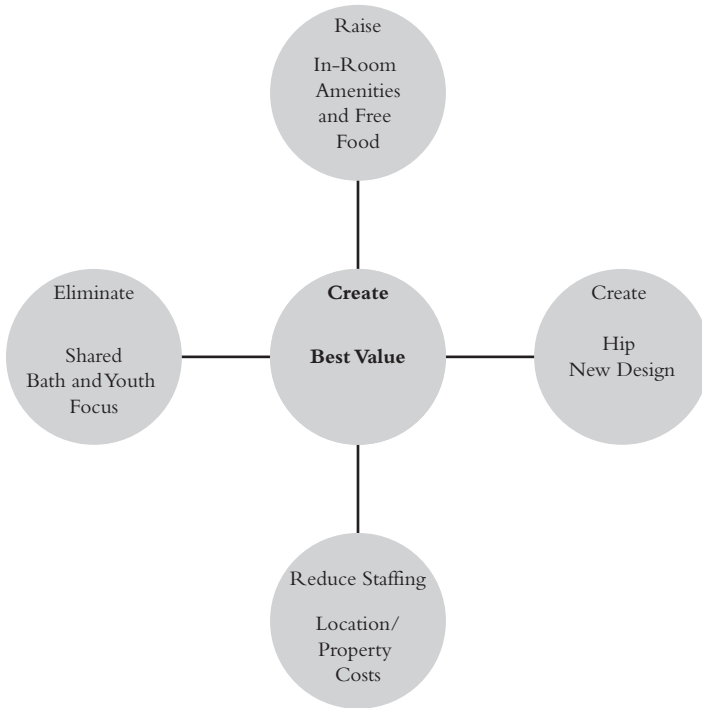 Raise
In-Room
Amenities
and Free
Food
Eliminate
Shared
Bath and Youth
Focus
Create
Best Value
Create
Hip
New Design
Reduce Staffing
Location/
Property
Costs